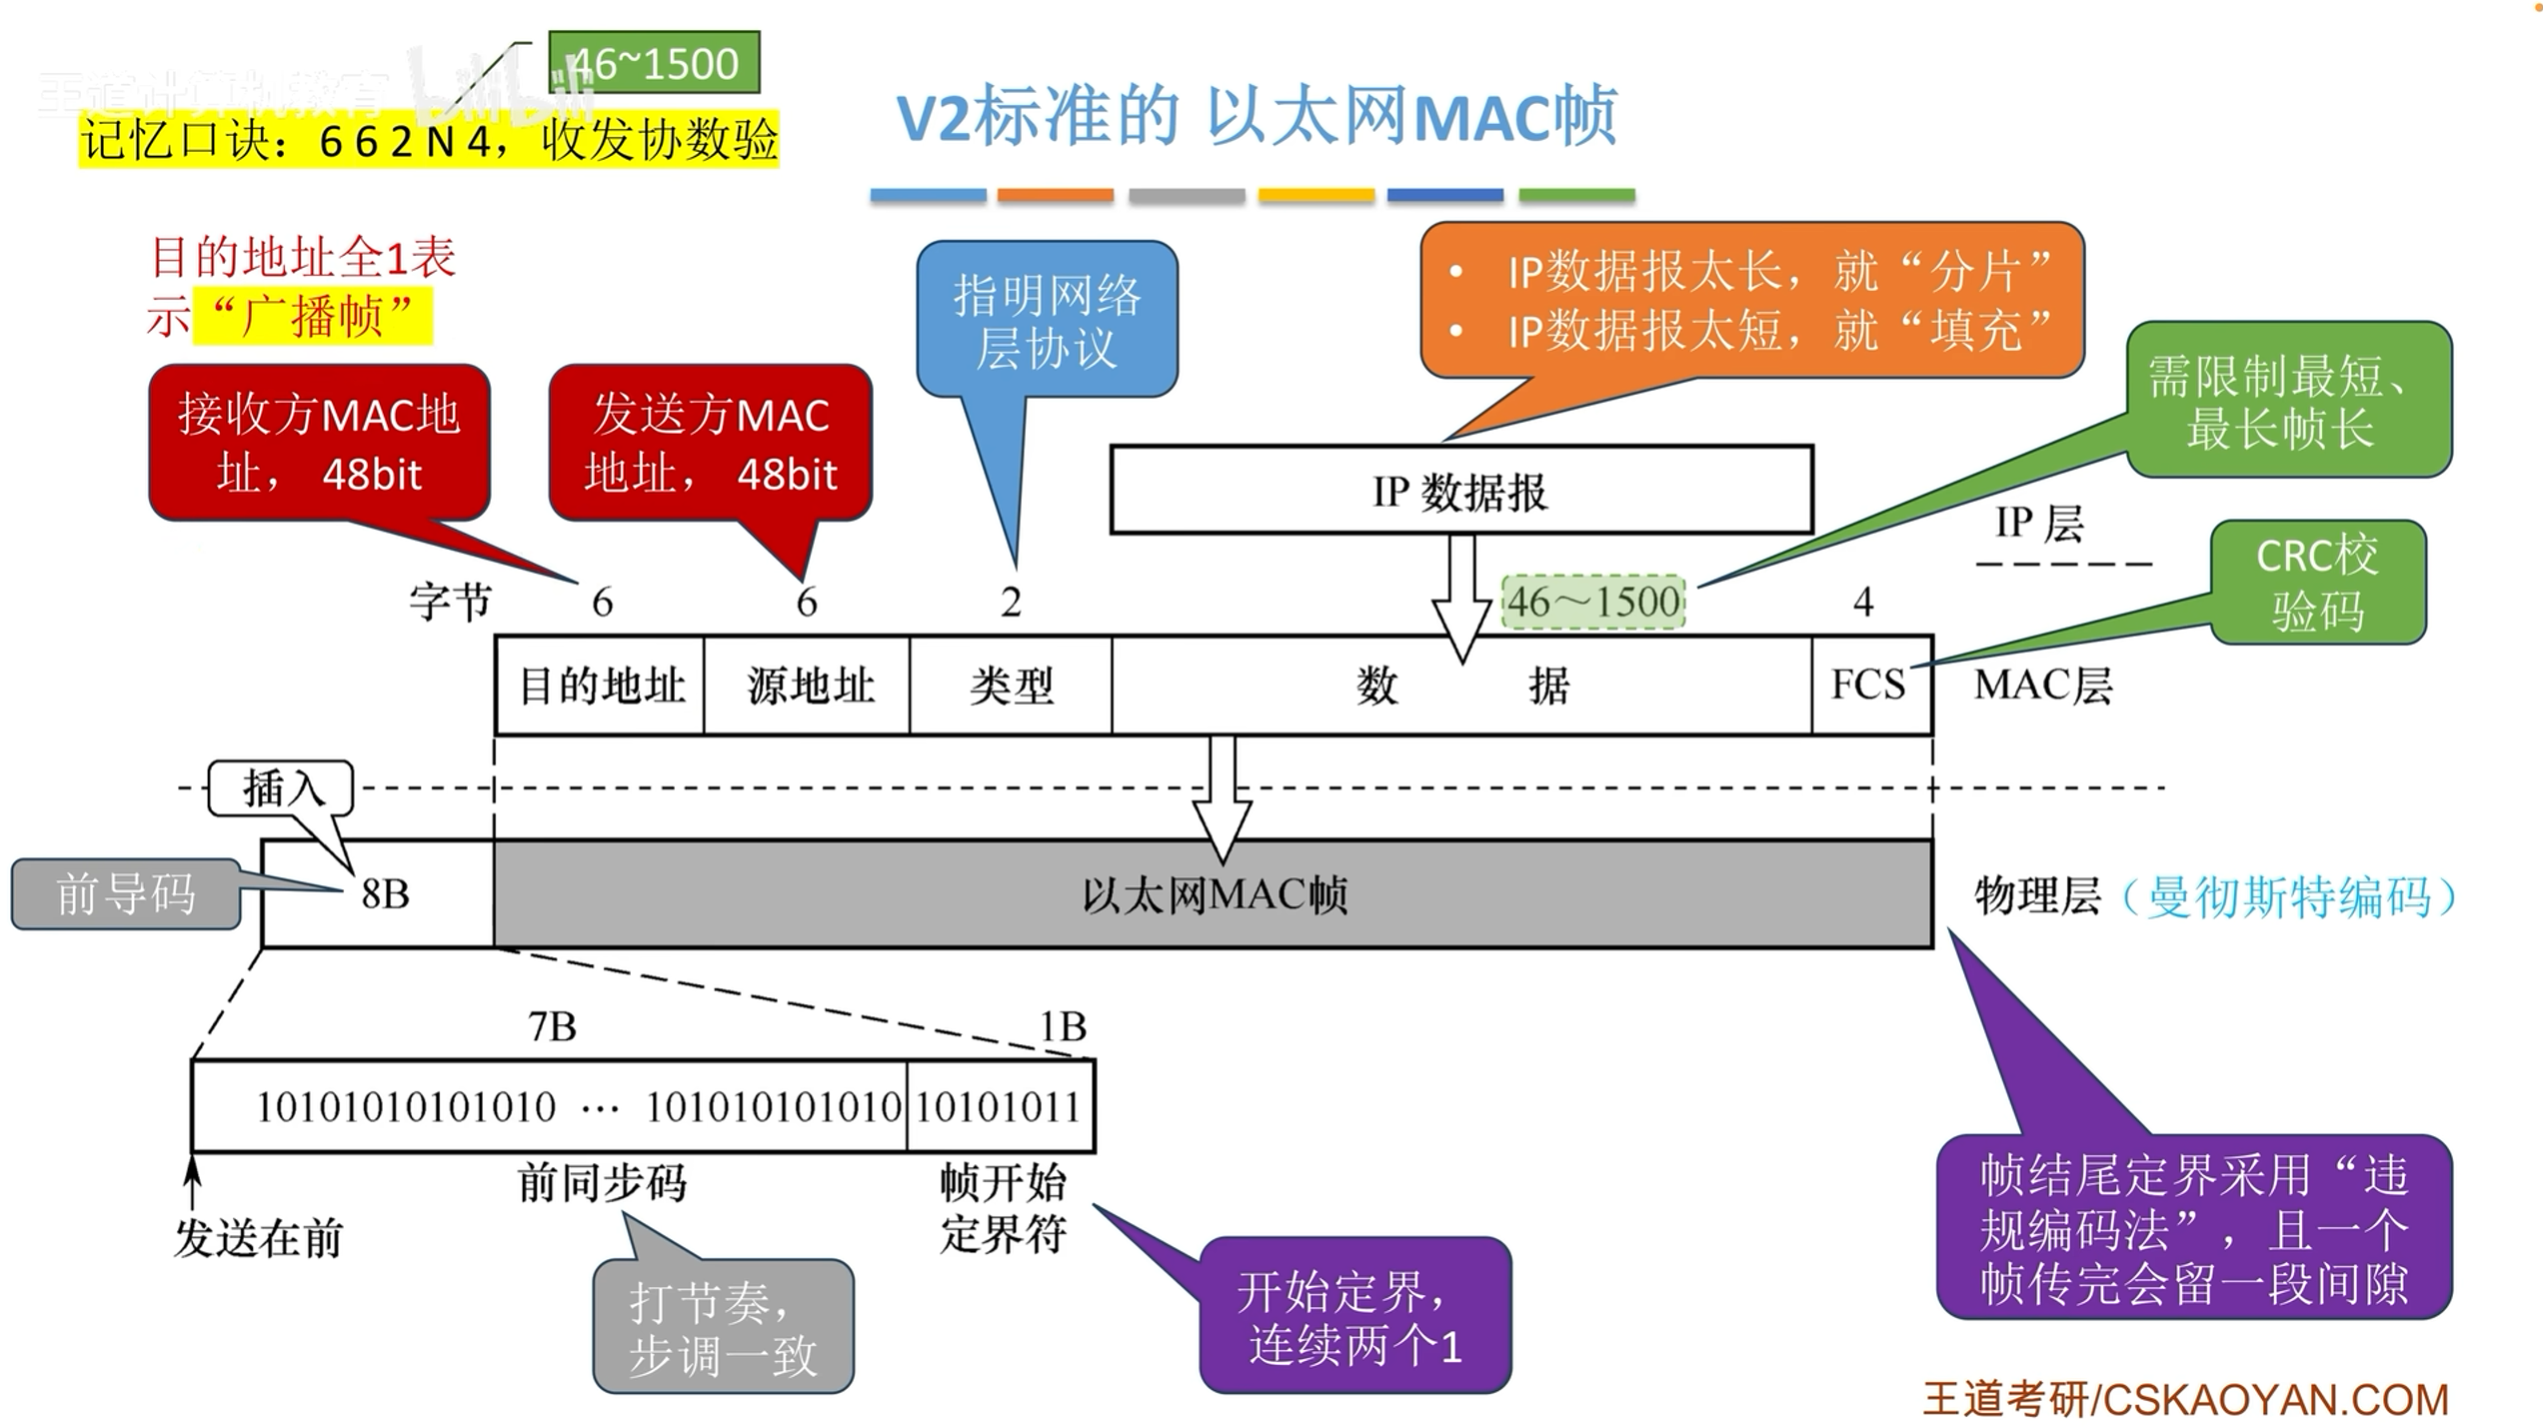 46~1500
王道计算机教育 bilibili
记忆口诀：6 6 2 N 4，收发协数验
V2标准的 以太网MAC帧
目的地址全1表
示“广播帧”
接收方MAC地
址， 48bit
发送方MAC
地址， 48bit
指明网络
层协议
• IP数据报太长，就“分片”
• IP数据报太短，就“填充”
需限制最短、
最长帧长
IP 数据报
IP 层
CRC校
验码
字节 6 6 2 46～1500 4
目的地址 源地址 类型 数 据 FCS MAC层
插入
前导码 8B 以太网MAC帧 物理层（曼彻斯特编码）
7B 1B
10101010101010 … 101010101010 10101011
前同步码
帧开始
定界符
发送在前
打节奏，
步调一致
开始定界，
连续两个1
帧结尾定界采用“违
规编码法”，且一个
帧传完会留一段间隙
王道考研/CSKAOYAN.COM